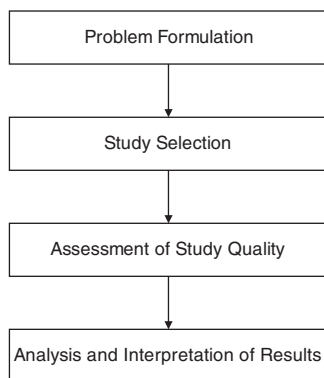 Problem Formulation
Study Selection
Assessment of Study Quality
Analysis and Interpretation of Results